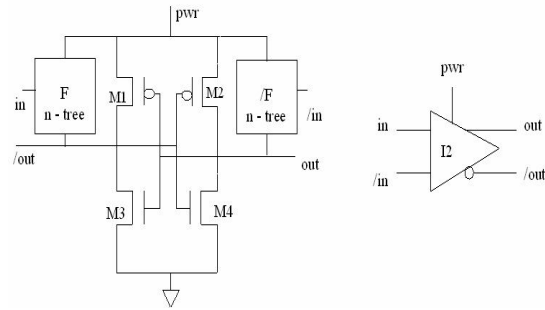 pwr
F
n - tree
in
/out
M1
M2
/F
n - tree
/in
out
M3
M4
pwr
in
/in
I2
out
/out